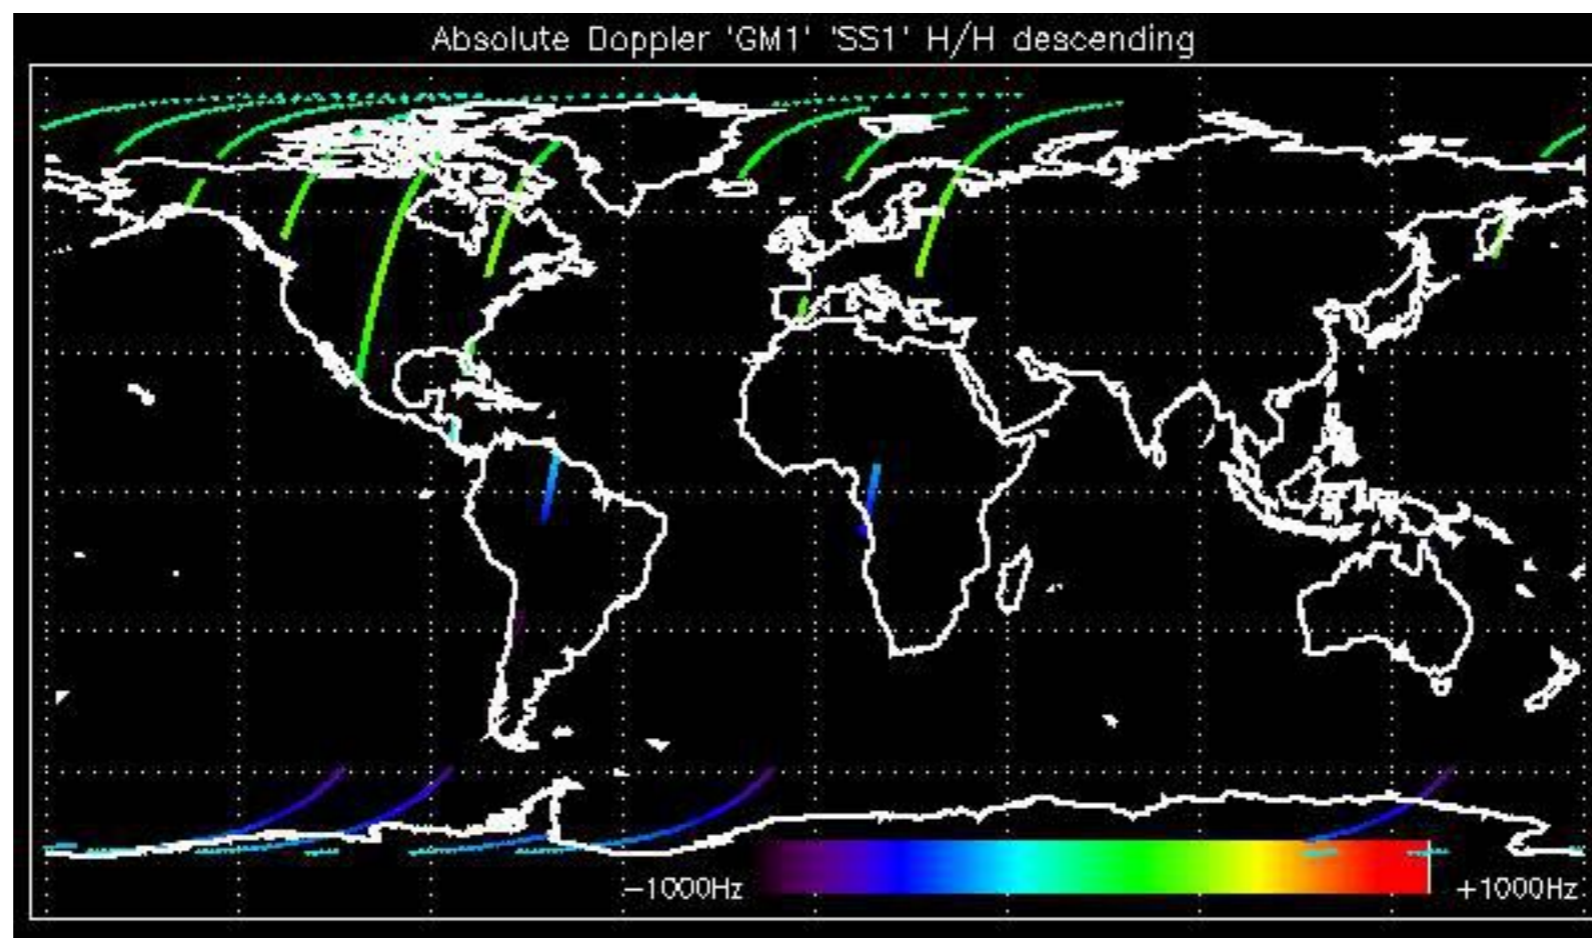 Absolute Doppler 'GM1' 'SS1' H/H descending
-1000Hz
+1000Hz